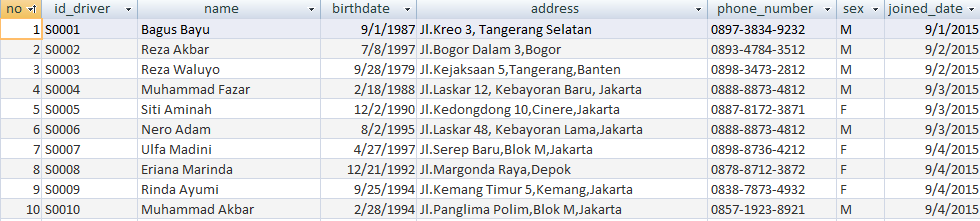 no id_driver name birthdate address phone_number sex joined_date
1 S0001 Bagus Bayu 9/1/1987 Jl.Kreo 3, Tangerang Selatan 0897-3834-9232 M 9/1/2015
2 S0002 Reza Akbar 7/8/1997 Jl.Bogor Dalam 3,Bogor 0893-4784-3512 M 9/2/2015
3 S0003 Reza Waluyo 9/28/1979 Jl.Kejaksaan 5,Tangerang,Banten 0898-3473-2812 M 9/2/2015
4 S0004 Muhammad Fazar 2/18/1988 Jl.Laskar 12, Kebayoran Baru, Jakarta 0888-8873-4812 M 9/3/2015
5 S0005 Siti Aminah 12/2/1990 Jl.Kedongdong 10,Cinere,Jakarta 0887-8172-3871 F 9/3/2015
6 S0006 Nero Adam 8/2/1995 Jl.Laskar 48, Kebayoran Lama,Jakarta 0888-8873-4812 M 9/3/2015
7 S0007 Ulfa Madini 4/27/1997 Jl.Serep Baru,Blok M,Jakarta 0898-8736-4212 F 9/4/2015
8 S0008 Eriana Marinda 12/21/1992 Jl.Margonda Raya,Depok 0878-8712-3872 F 9/4/2015
9 S0009 Rinda Ayumi 9/25/1994 Jl.Kemang Timur 5,Kemang,Jakarta 0838-7873-4932 F 9/4/2015
10 S0010 Muhammad Akbar 2/28/1994 Jl.Panglima Polim,Blok M,Jakarta 0857-1923-8921 M 9/4/2015